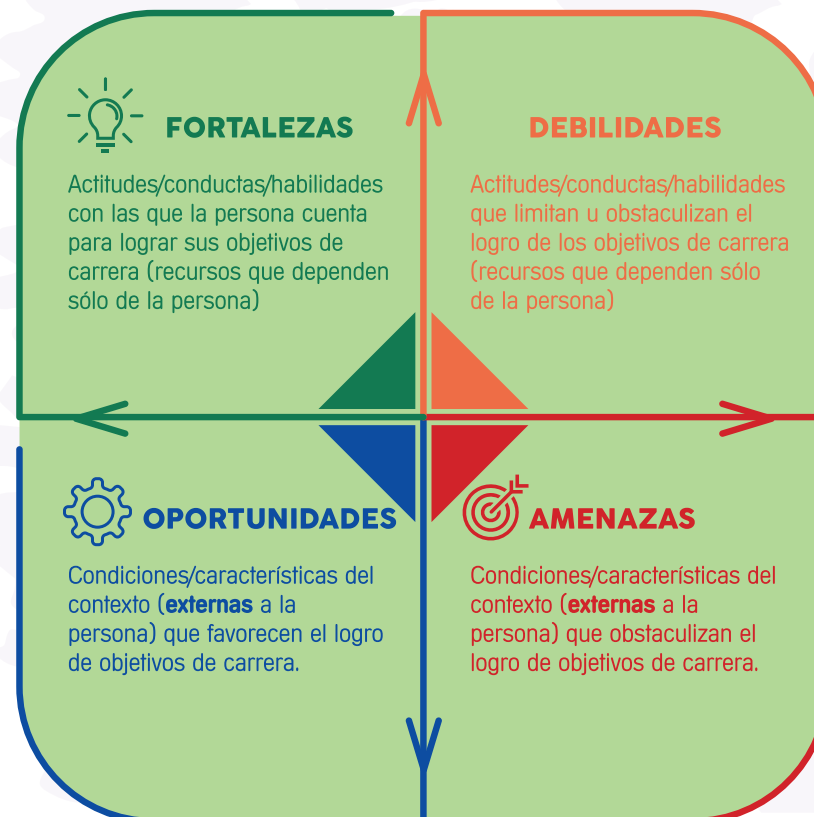 FORTALEZAS
Actitudes/conductas/habilidades
con las que la persona cuenta
para lograr sus objetivos de
carrera (recursos que dependen
sólo de la persona)
DEBILIDADES
Actitudes/conductas/habilidades
que limitan u obstaculizan el
logro de los objetivos de carrera
(recursos que dependen sólo
de la persona)
OPORTUNIDADES
Condiciones/características del
contexto (externas a la
persona) que favorecen el logro
de objetivos de carrera.
AMENAZAS
Condiciones/características del
contexto (externas a la
persona) que obstaculizan el
logro de objetivos de carrera.